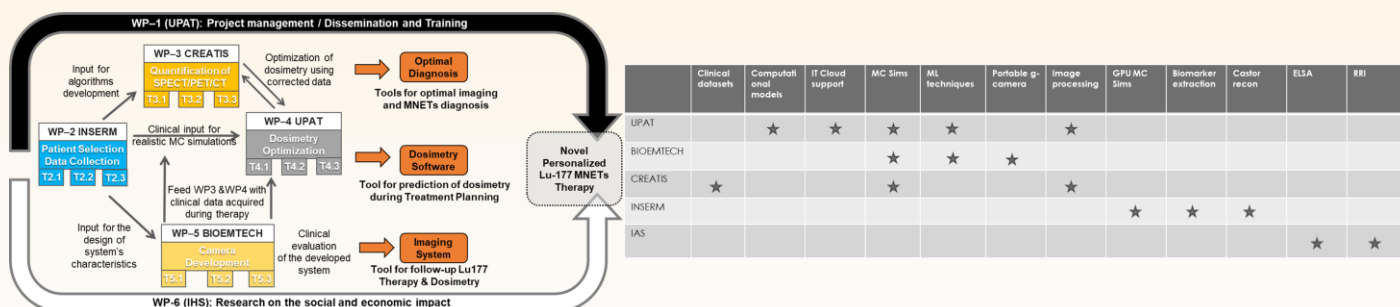 WP–1 (UPAT): Project management / Dissemination and Training
WP–3 CREATIS
Quantification of
SPECT/PET/CT
T3.1 T3.2 T3.3
Input for
algorithms
development
Optimization of
dosimetry using
corrected data
Optimal
Diagnosis
Tools for optimal imaging
and MNETs diagnosis
WP–2 INSERM
Patient Selection
Data Collection
T2.1 T2.2 T2.3
Clinical input for
realistic MC simulations
WP–4 UPAT
Dosimetry
Optimization
T4.1 T4.2 T4.3
Dosimetry
Software
Tool for prediction of dosimetry
during Treatment Planning
Novel
Personalized
Lu-177 MNETs
Therapy
Feed WP3 &WP4 with
clinical data acquired
during therapy
Input for the
design of
system's
characteristics
WP–5 BIOEMTECH
Camera
Development
T5.1 T5.2 T5.3
Clinical
evaluation
of the developed
system
Imaging
System
Tool for follow-up Lu177
Therapy & Dosimetry
WP-6 (IHS): Research on the social and economic impact
Clinical
datasets
Computati
onal
models
IT Cloud
support
MC Sims
ML
techniques
Portable g-
camera
Image
processing
GPU MC
Sims
Biomarker
extraction
Castor
recon
ELSA
RRI
UPAT
BIOEMTECH
CREATIS
INSERM
IAS